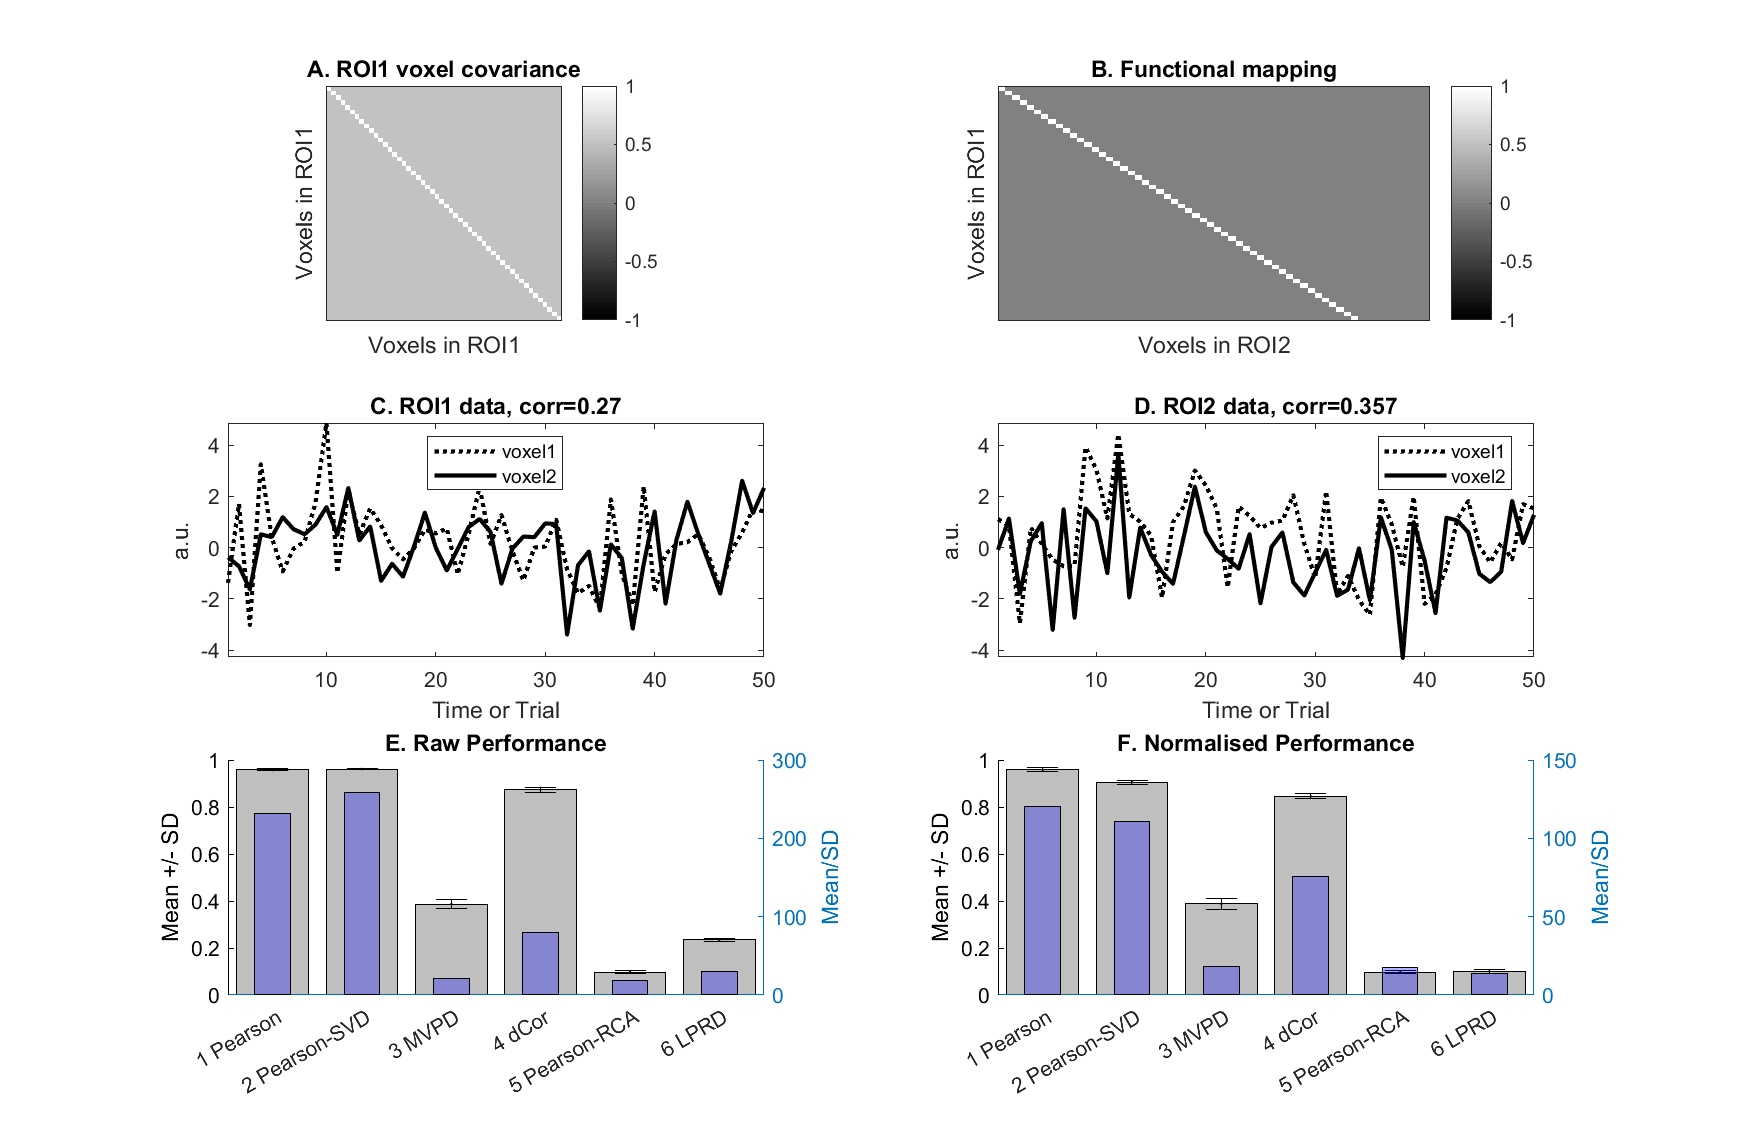 A. ROI1 voxel covariance
Voxels in ROI1
1
0.5
0
-0.5
-1
Voxels in ROI1
B. Functional mapping
Voxels in ROI1
1
0.5
0
-0.5
-1
Voxels in ROI2
C. ROI1 data, corr=0.27
a.u.
4
2
0
-2
-4
voxel1
voxel2
10 20 30 40 50
Time or Trial
D. ROI2 data, corr=0.357
a.u.
4
2
0
-2
-4
voxel1
voxel2
10 20 30 40 50
Time or Trial
E. Raw Performance
Mean +/- SD
1
0.8
0.6
0.4
0.2
0
300
200
100
0
Mean/SD
1 Pearson
2 Pearson-SVD
3 MVPD
4 dCor
5 Pearson-RCA
6 LPRD
F. Normalised Performance
Mean +/- SD
1
0.8
0.6
0.4
0.2
0
150
100
50
0
Mean/SD
1 Pearson
2 Pearson-SVD
3 MVPD
4 dCor
5 Pearson-RCA
6 LPRD